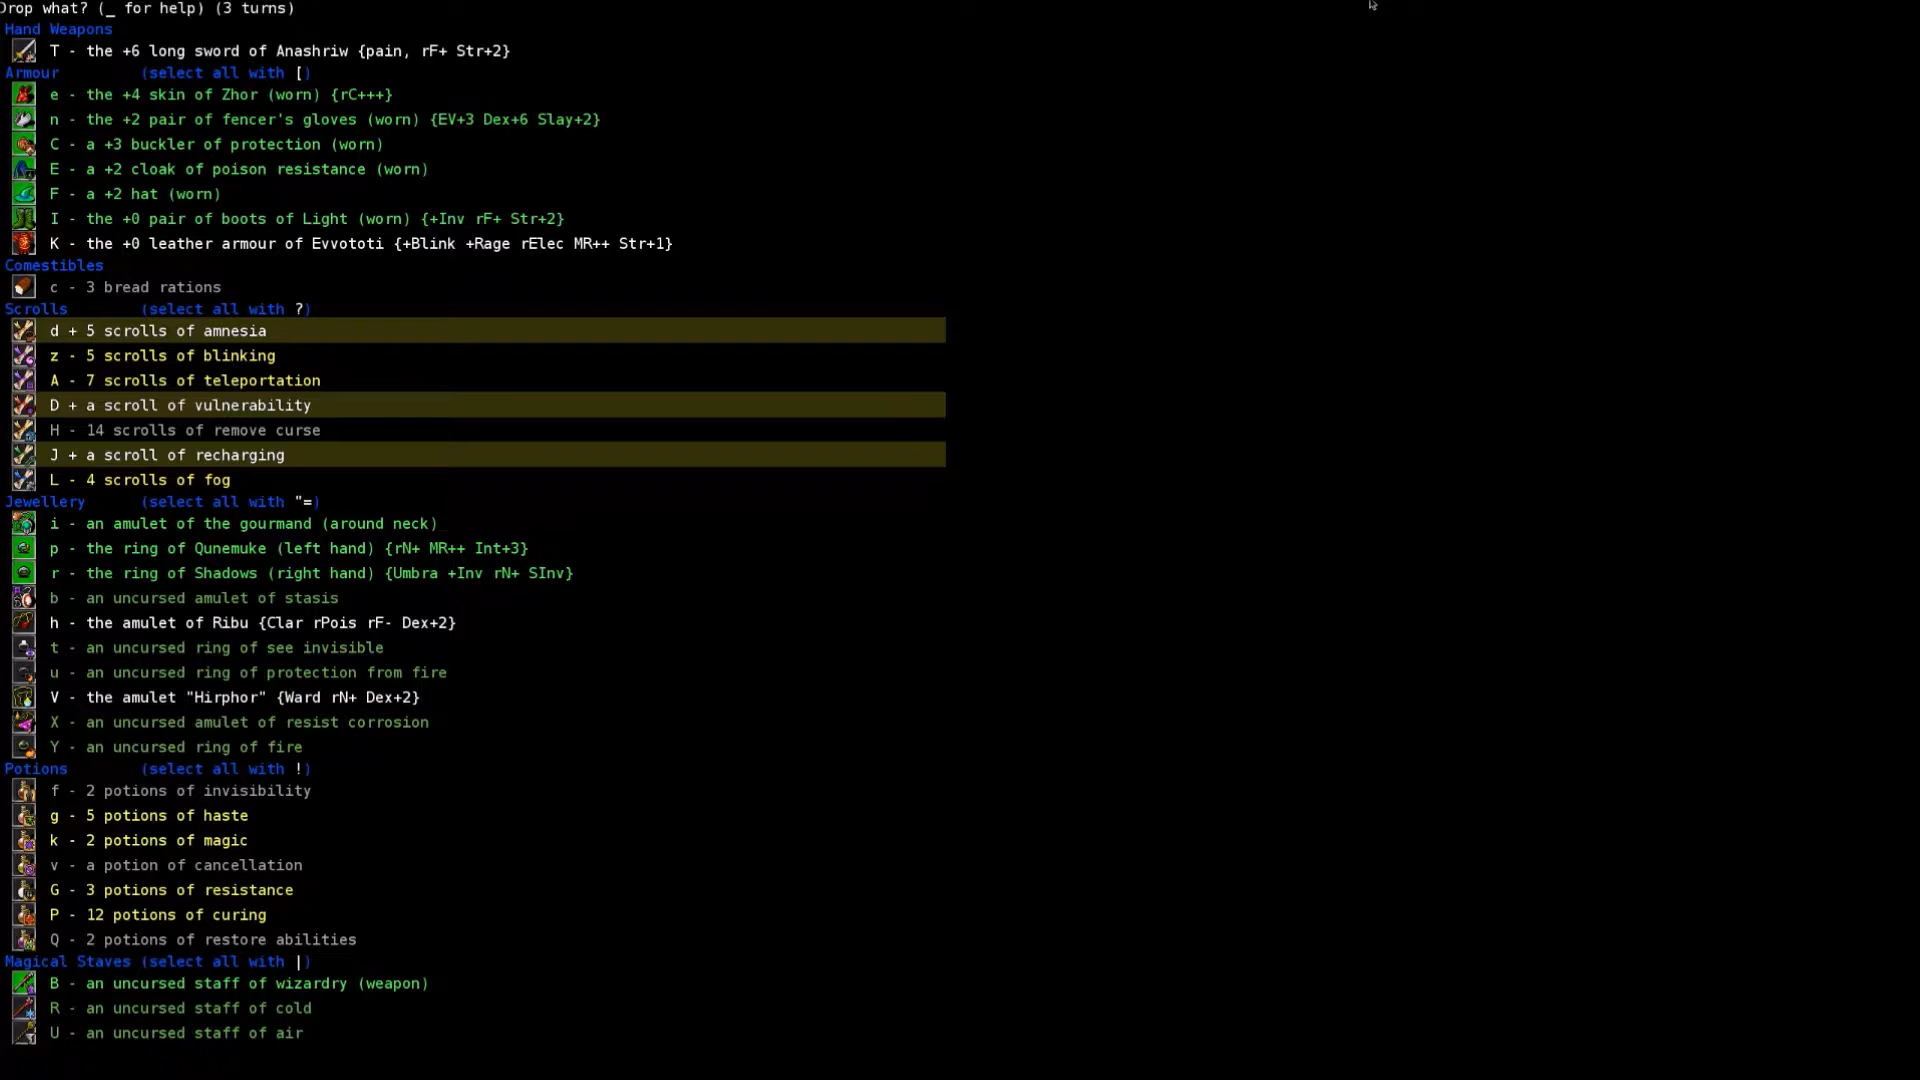 Drop what? (_ for help) (3 turns)
Hand Weapons
T - the +6 long sword of Anashriw {pain, rF+ Str+2}
Armour (select all with [)
e - the +4 skin of Zhor (worn) {rC+++}
n - the +2 pair of fencer's gloves (worn) {EV+3 Dex+6 Slay+2}
C - a +3 buckler of protection (worn)
E - a +2 cloak of poison resistance (worn)
F - a +2 hat (worn)
I - the +0 pair of boots of Light (worn) {+Inv rF+ Str+2}
K - the +0 leather armour of Evvototi {+Blink +Rage rElec MR++ Str+1}
Comestibles
c - 3 bread rations
Scrolls (select all with ?)
d + 5 scrolls of amnesia
z - 5 scrolls of blinking
A - 7 scrolls of teleportation
D + a scroll of vulnerability
H - 14 scrolls of remove curse
J + a scroll of recharging
L - 4 scrolls of fog
Jewellery (select all with "=)
i - an amulet of the gourmand (around neck)
p - the ring of Qunemuke (left hand) {rN+ MR++ Int+3}
r - the ring of Shadows (right hand) {Umbra +Inv rN+ SInv}
b - an uncursed amulet of stasis
h - the amulet of Ribu {Clar rPois rF- Dex+2}
t - an uncursed ring of see invisible
u - an uncursed ring of protection from fire
V - the amulet "Hirphor" {Ward rN+ Dex+2}
X - an uncursed amulet of resist corrosion
Y - an uncursed ring of fire
Potions (select all with !)
f - 2 potions of invisibility
g - 5 potions of haste
k - 2 potions of magic
v - a potion of cancellation
G - 3 potions of resistance
P - 12 potions of curing
Q - 2 potions of restore abilities
Magical Staves (select all with |)
B - an uncursed staff of wizardry (weapon)
R - an uncursed staff of cold
U - an uncursed staff of air